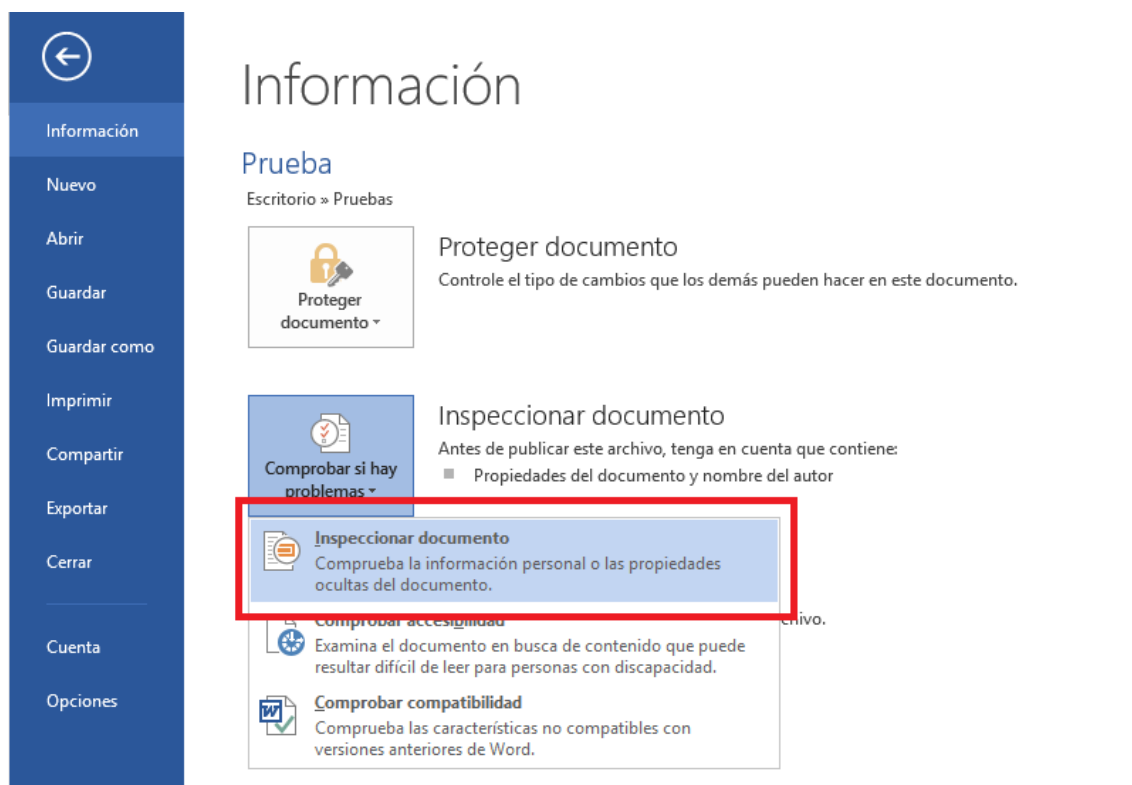 Información
Información
Prueba
Nuevo
Escritorio » Pruebas
Abrir
Proteger documento
Controle el tipo de cambios que los demás pueden hacer en este documento.
Guardar
Proteger
documento
Guardar como
Imprimir
Inspeccionar documento
Antes de publicar este archivo, tenga en cuenta que contiene:
Compartir
Comprobar si hay
problemas
Propiedades del documento y nombre del autor
Exportar
Inspeccionar documento
Comprueba la información personal o las propiedades
ocultas del documento.
Cerrar
Comprobar accesibilidad
Examina el documento en busca de contenido que puede
resultar difícil de leer para personas con discapacidad.
Cuenta
Opciones
Comprobar compatibilidad
Comprueba las características no compatibles con
versiones anteriores de Word.